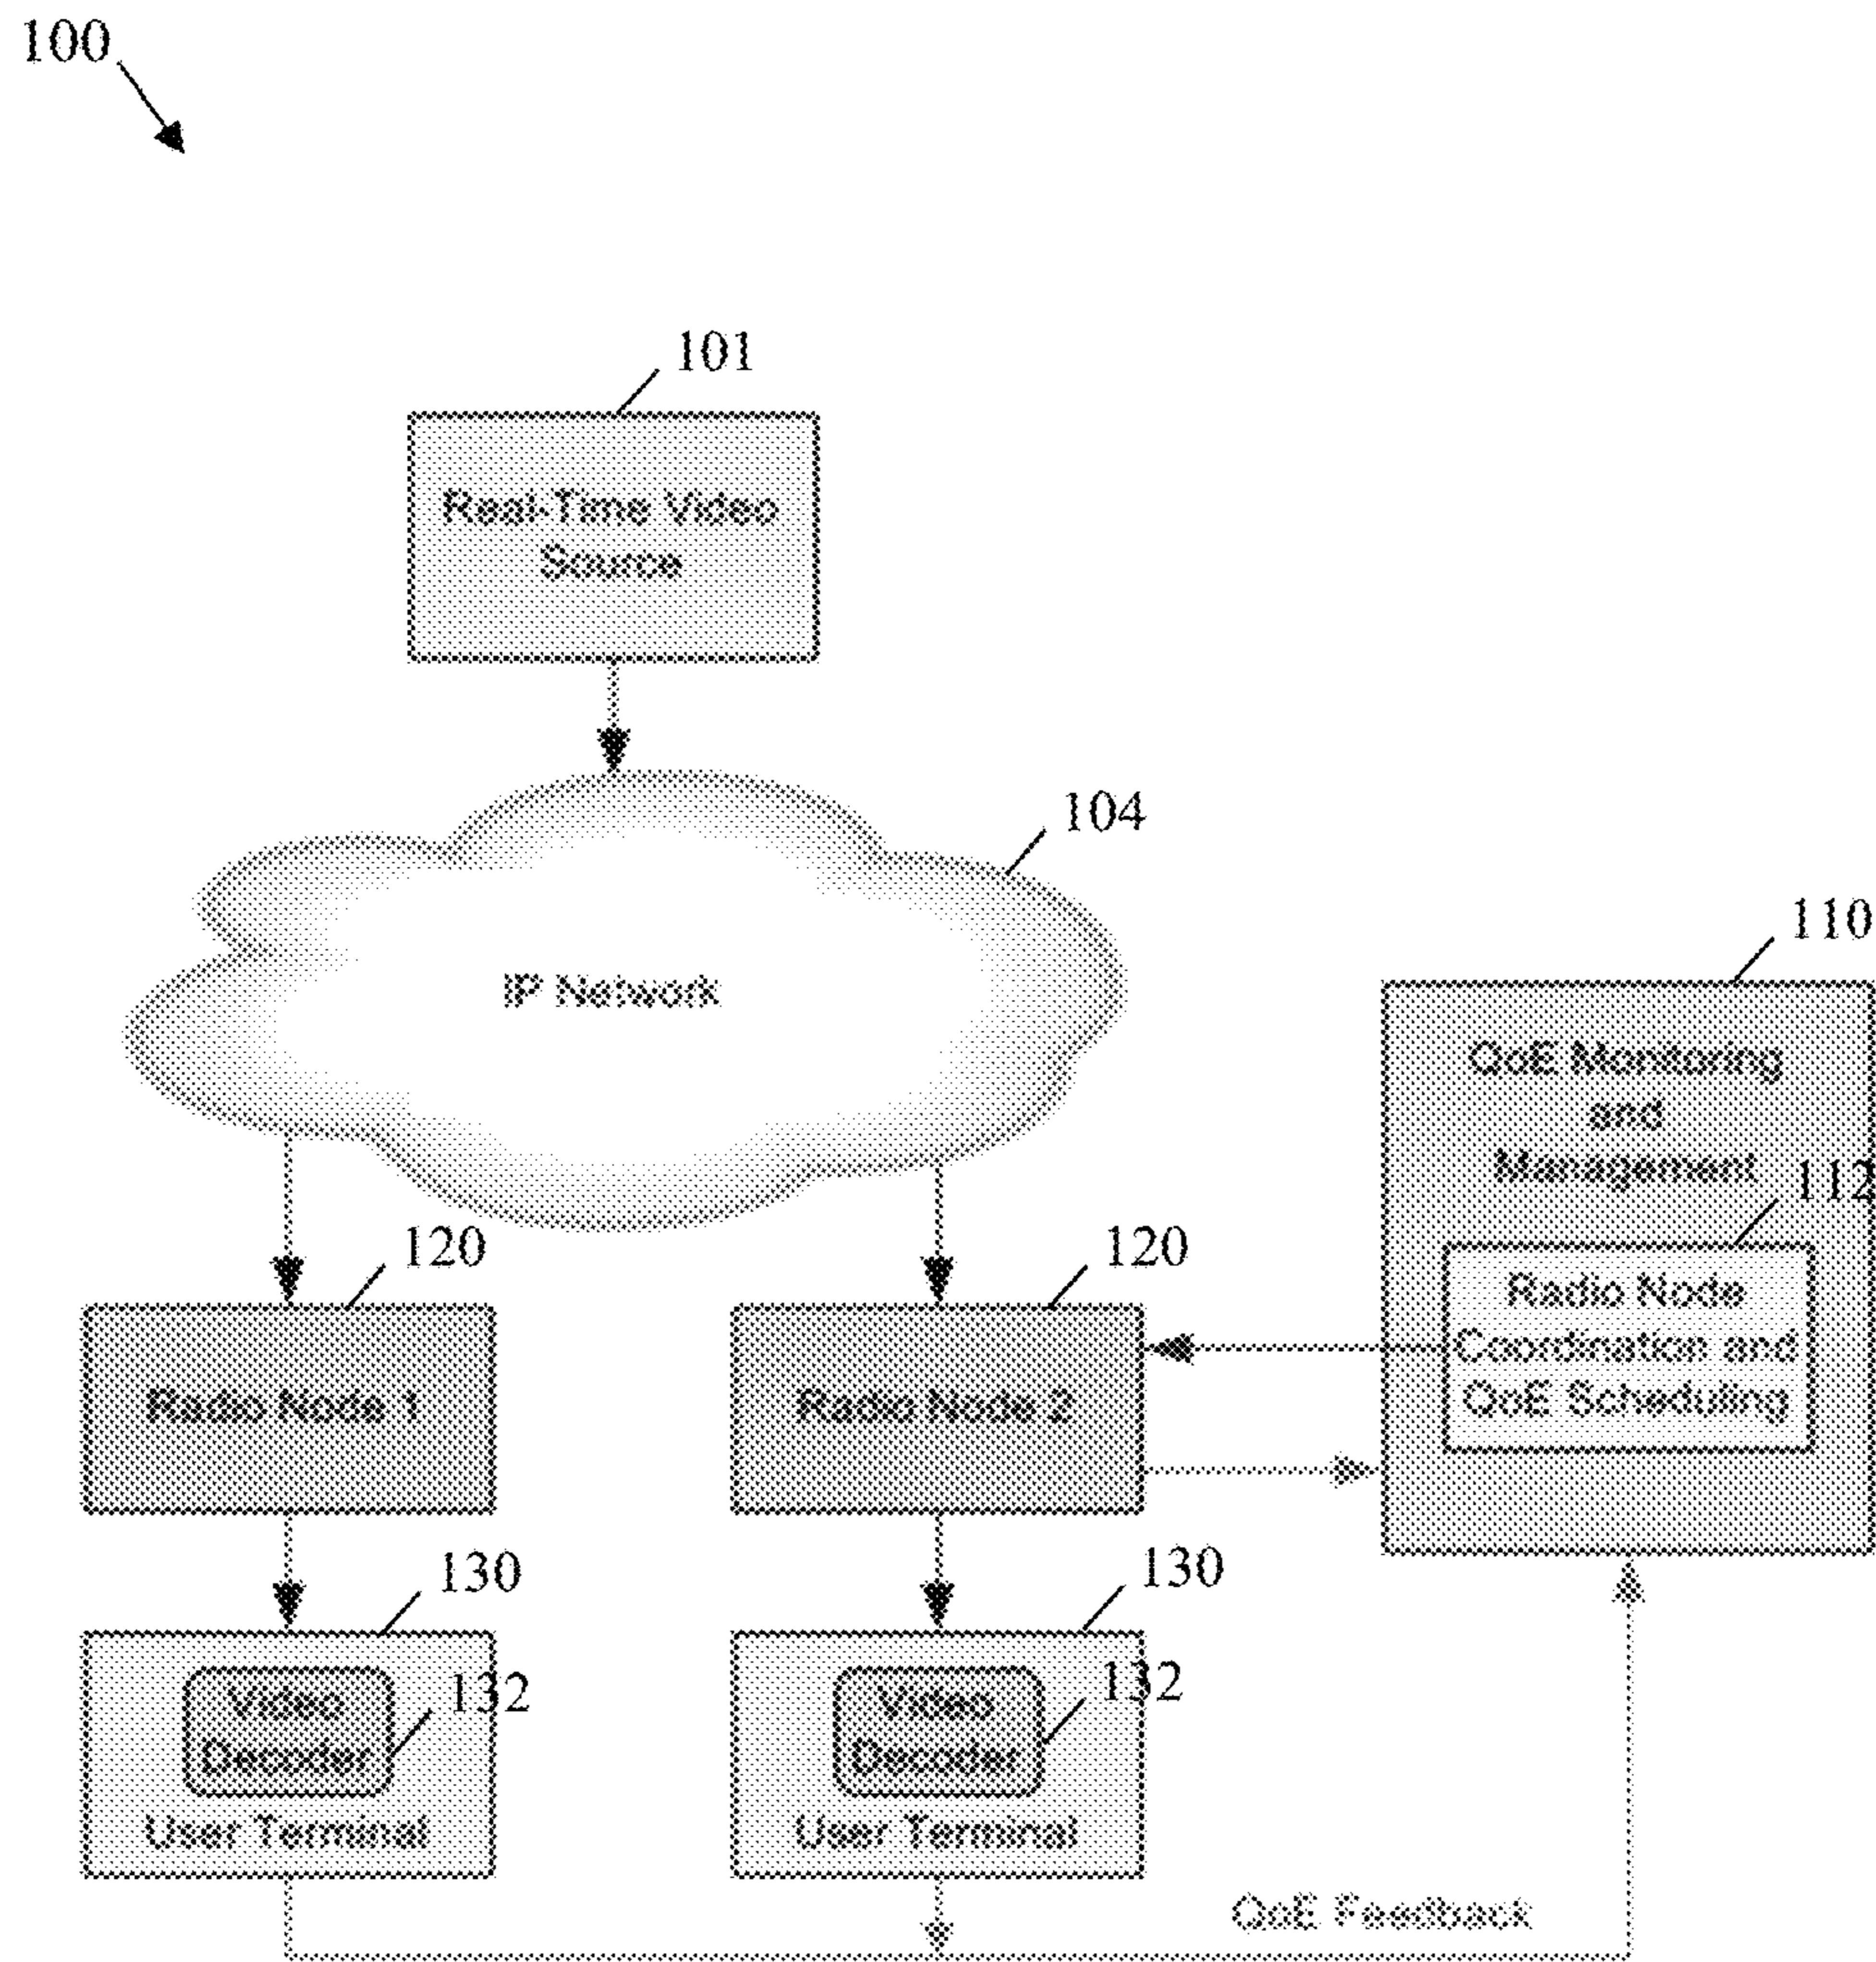 100
101
Real-Time Video
Source
104
IP Network
110
QoE Monitoring
and
Management
112
Radio Node
Coordination and
QoE Scheduling
120
Radio Node 1
120
Radio Node 2
130
132
Video
Decoder
User Terminal
130
132
Video
Decoder
User Terminal
QoE Feedback